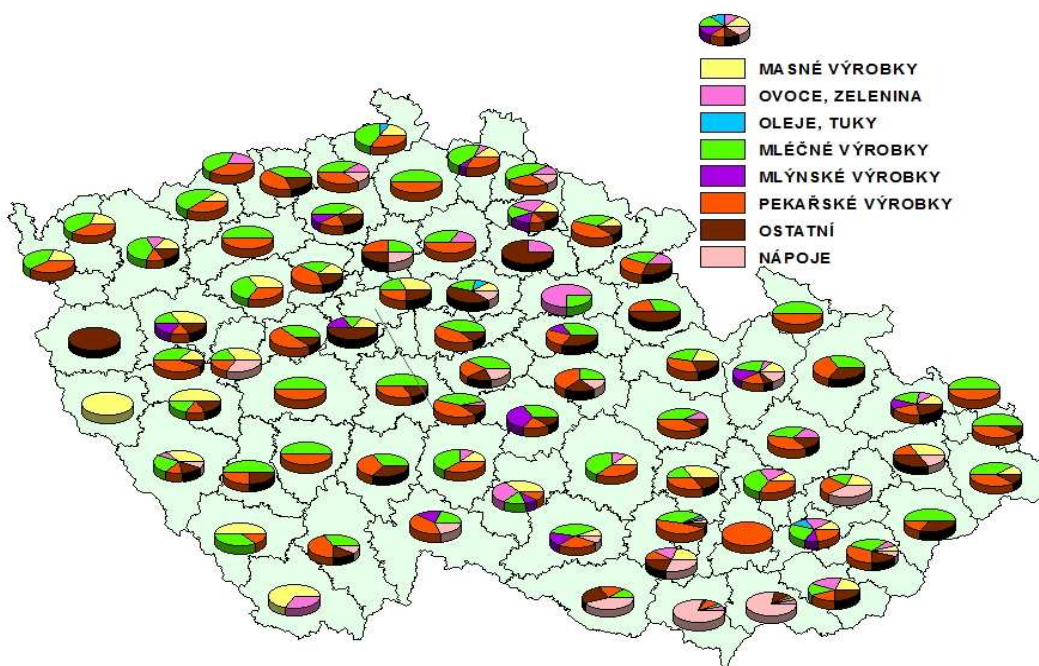 MASNÉ VÝROBKY
OVOCE, ZELENINA
OLEJE, TUKY
MLÉČNÉ VÝROBKY
MLÝNSKÉ VÝROBKY
PEKAŘSKÉ VÝROBKY
OSTATNÍ
NÁPOJE